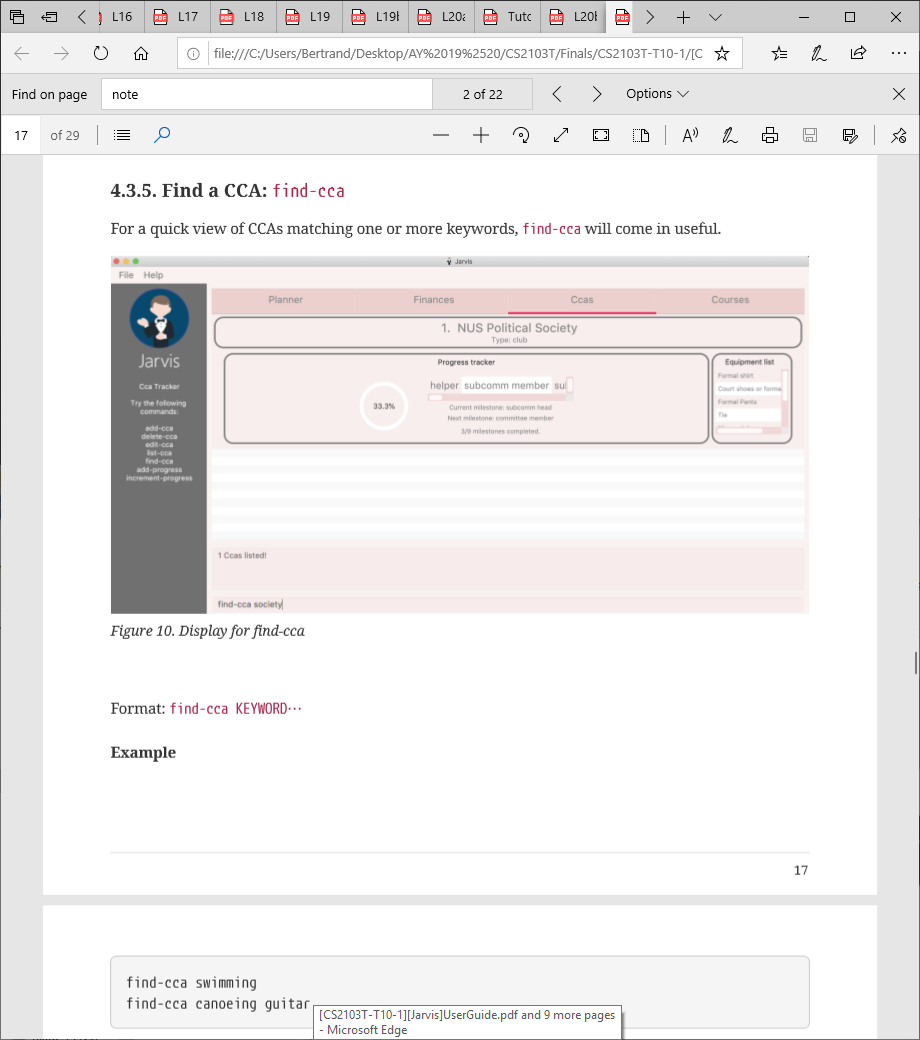 L16 L17 L18 L19 L19b L20a Tuto L20b
file:///C:/Users/Bertrand/Desktop/AY%2019%2520/CS2103T/Finals/CS2103T-T10-1/[C
Find on page note 2 of 22 Options
17 of 29
4.3.5. Find a CCA: find-cca
For a quick view of CCAs matching one or more keywords, find-cca will come in useful.
Jarvis
File Help
Planner Finances Ccas Courses
1. NUS Political Society
Type: club
Jarvis
Cca Tracker
Try the following
commands:
add-cca
delete-cca
edit-cca
list-cca
find-cca
add-progress
increment-progress
Progress tracker
33.3%
helper subcomm member su
Current milestone: subcomm head
Next milestone: committee member
3/9 milestones completed.
Equipment list
Formal shirt
Court shoes or forma
Formal Pants
Tie
1 Ccas listed!
find-cca society
Figure 10. Display for find-cca
Format: find-cca KEYWORD…
Example
17
find-cca swimming
find-cca canoeing guitar
[CS2103T-T10-1][Jarvis]UserGuide.pdf and 9 more pages
- Microsoft Edge